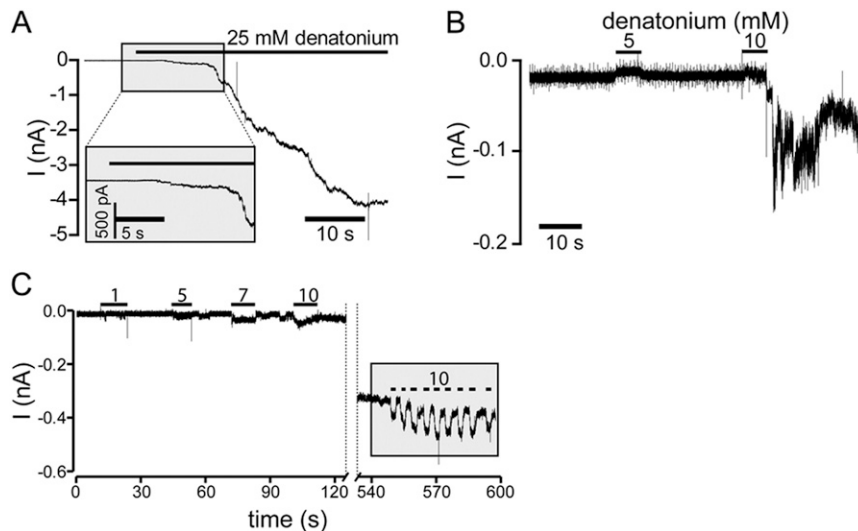 A
25 mM denatonium
0
-1
-2
-3
-4
-5
I (nA)
500 pA
5 s
10 s
B
denatonium (mM)
5
10
0.0
-0.1
-0.2
I (nA)
10 s
C
1
5
7
10
0.0
-0.2
-0.4
-0.6
I (nA)
10
0
30
60
90
120
540
570
600
time (s)